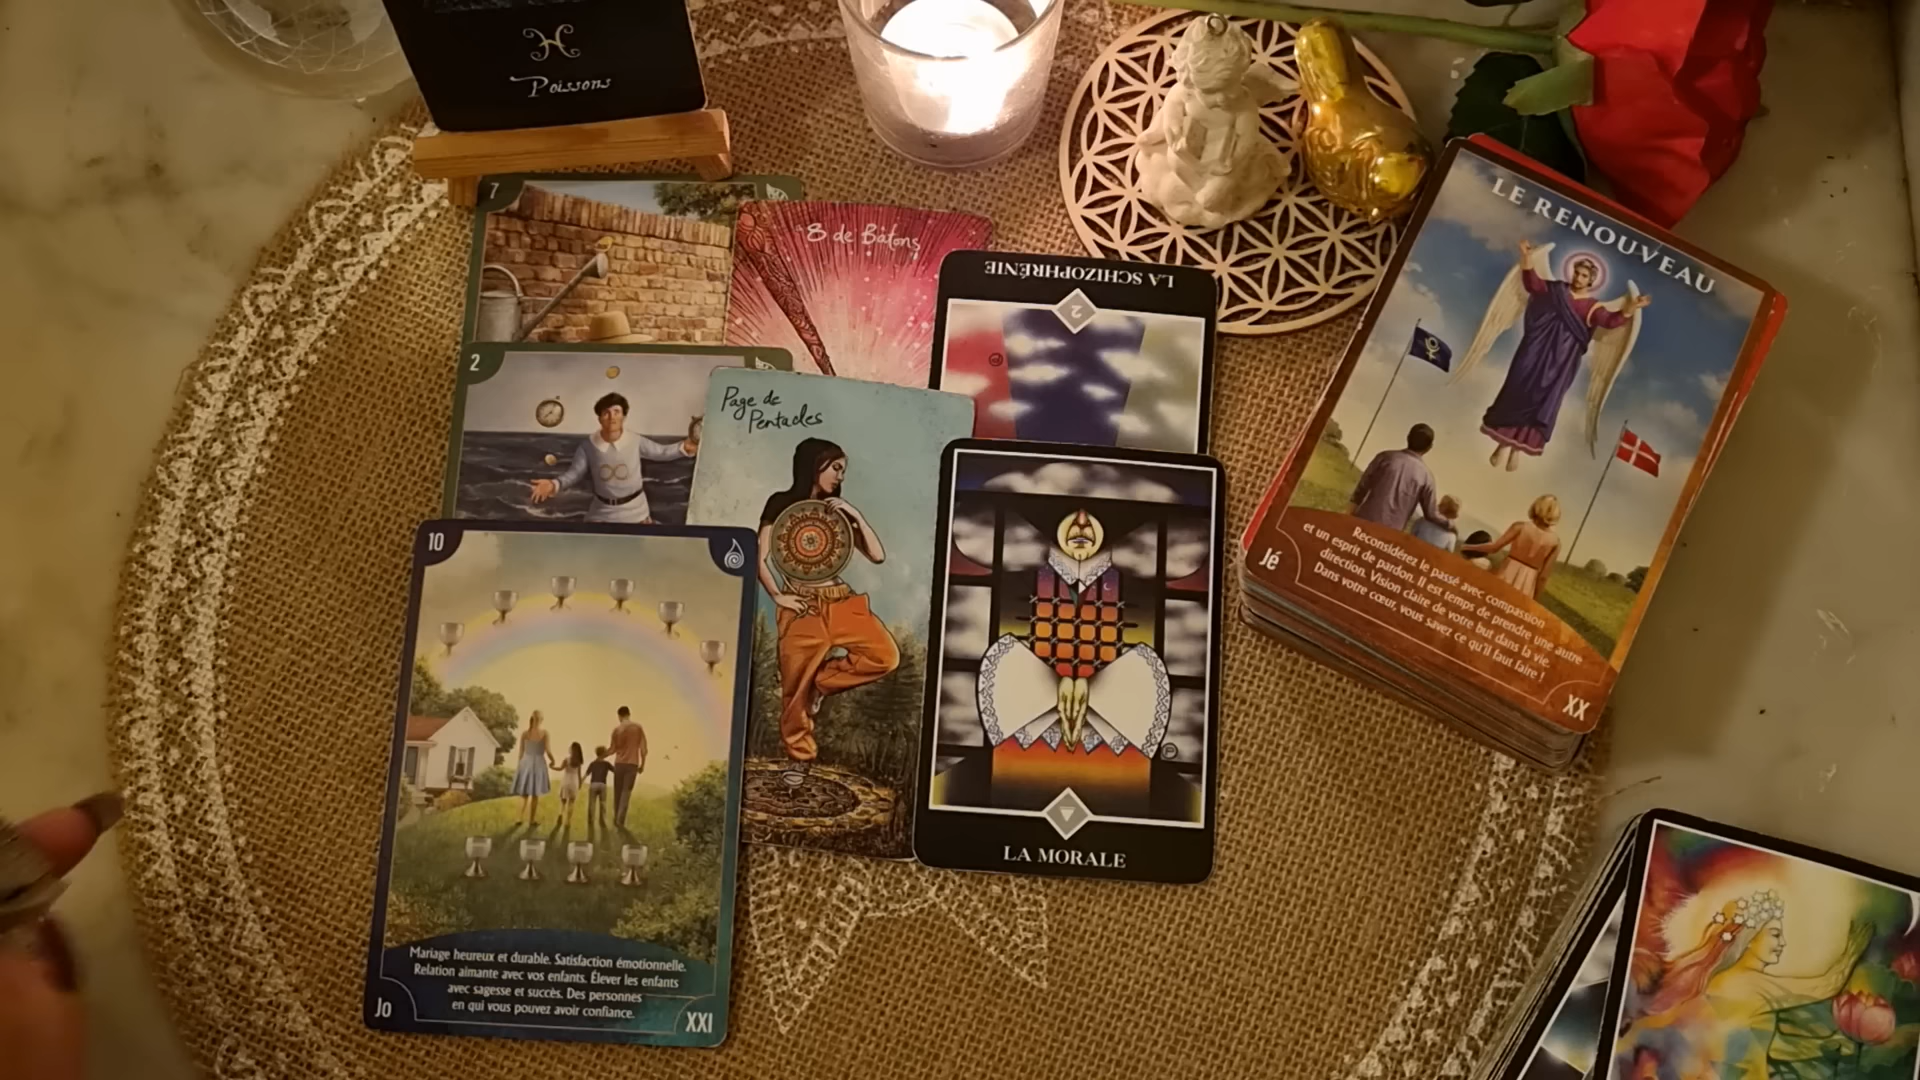 Poissons
7
8 de Bâtons
LA SCHIZOPHRÉNIE
2
2
Page de
Pentacles
10
Mariage heureux et durable. Satisfaction émotionnelle.
Relation aimante avec vos enfants. Élever les enfants
avec sagesse et succès. Des personnes
en qui vous pouvez avoir confiance.
Jo
XXI
LA MORALE
LE RENOUVEAU
Reconsidérez le passé avec compassion
et un esprit de pardon. Il est temps de prendre une autre
direction. Vision claire de votre but dans la vie.
Dans votre cœur, vous savez ce qu'il faut faire !
Jé
XX